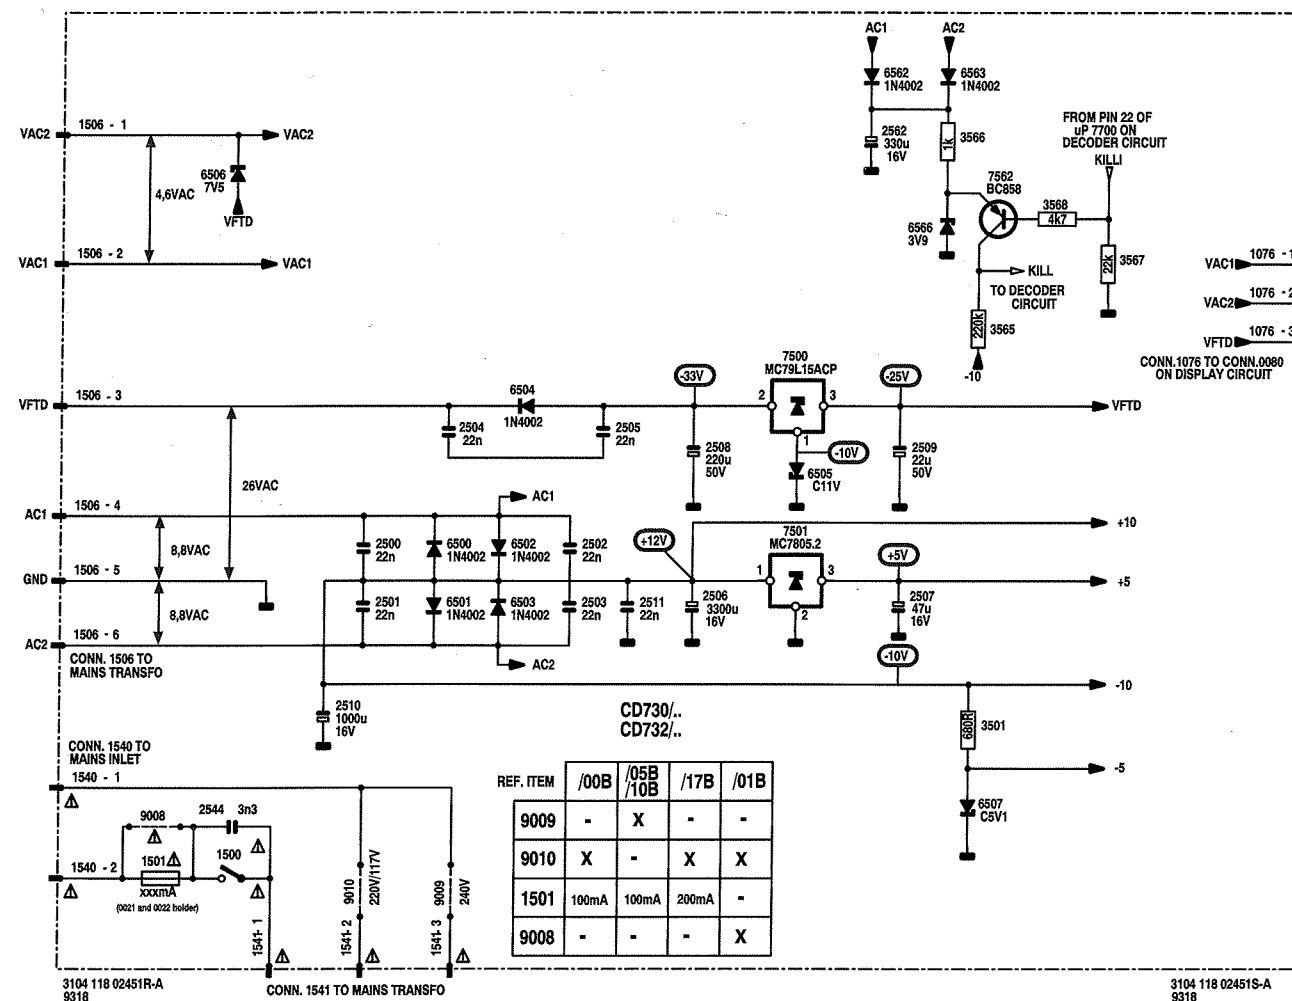 AC1 AC2
6562
1N4002
6563
1N4002
2562
330u
16V
1k 3566
FROM PIN 22 OF
uP 7700 ON
DECODER CIRCUIT
KILLI
7562
BC858
3568
4k7
6566
3V9
22k 3567
KILL
TO DECODER
CIRCUIT
220k 3565
-10
VAC2 1506 - 1 VAC2
6506
7V5
4,6VAC
VFTD
VAC1 1506 - 2 VAC1
VAC1 1076 - 1
VAC2 1076 - 2
VFTD 1076 - 3
CONN.1076 TO CONN.0080
ON DISPLAY CIRCUIT
VFTD 1506 - 3
6504
1N4002
2504
22n
2505
22n
-33V
7500
MC79L15ACP
2 3
1
-25V
VFTD
2508
220u
50V
-10V
6505
C11V
2509
22u
50V
26VAC
AC1 1506 - 4
AC1
8,8VAC
2500
22n
6500
1N4002
6502
1N4002
2502
22n
+12V
7501
MC7805.2
1 3
2
+10
+5V
+5
GND 1506 - 5
8,8VAC
2501
22n
6501
1N4002
6503
1N4002
2503
22n
2511
22n
2506
3300u
16V
2507
47u
16V
AC2 1506 - 6
AC2
CONN. 1506 TO
MAINS TRANSFO
-10V
-10
2510
1000u
16V
CD730/..
CD732/..
680R 3501
-5
6507
C5V1
CONN. 1540 TO
MAINS INLET
1540 - 1
9008
2544 3n3
1540 - 2
1501
xxxmA
(0021 and 0022 holder)
1500
9010
220V/117V
9009
240V
1541- 1
1541- 2
1541- 3
CONN. 1541 TO MAINS TRANSFO
REF. ITEM /00B /05B /10B /17B /01B
9009 - X - -
9010 X - X X
1501 100mA 100mA 200mA -
9008 - - - X
3104 118 02451R-A
9318
3104 118 02451S-A
9318